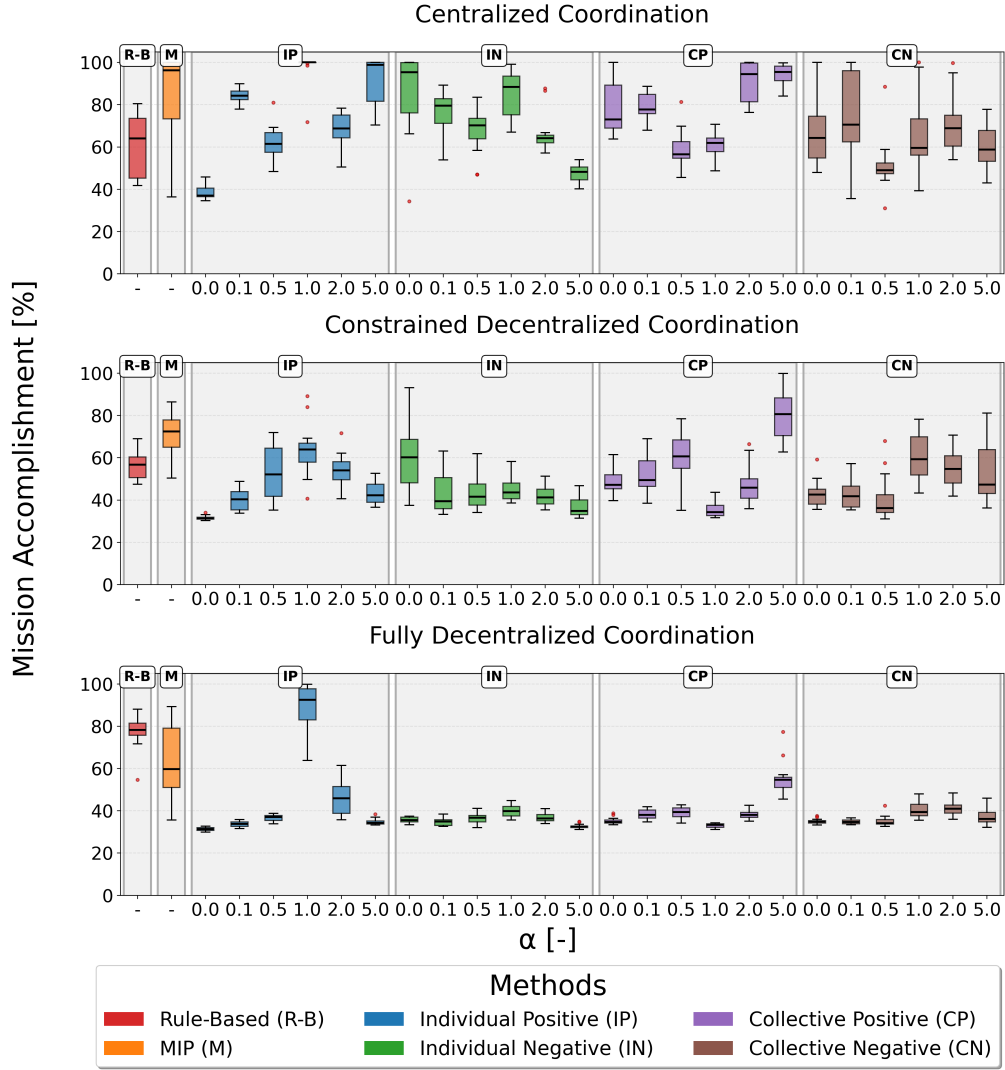 Centralized Coordination
R-B M IP IN CP CN
100
80
60
40
20
0
- - 0.0 0.1 0.5 1.0 2.0 5.0 0.0 0.1 0.5 1.0 2.0 5.0 0.0 0.1 0.5 1.0 2.0 5.0 0.0 0.1 0.5 1.0 2.0 5.0
Mission Accomplishment [%]
Constrained Decentralized Coordination
R-B M IP IN CP CN
100
80
60
40
20
0
- - 0.0 0.1 0.5 1.0 2.0 5.0 0.0 0.1 0.5 1.0 2.0 5.0 0.0 0.1 0.5 1.0 2.0 5.0 0.0 0.1 0.5 1.0 2.0 5.0
Fully Decentralized Coordination
R-B M IP IN CP CN
100
80
60
40
20
0
- - 0.0 0.1 0.5 1.0 2.0 5.0 0.0 0.1 0.5 1.0 2.0 5.0 0.0 0.1 0.5 1.0 2.0 5.0 0.0 0.1 0.5 1.0 2.0 5.0
α [-]
Methods
Rule-Based (R-B) Individual Positive (IP) Collective Positive (CP)
MIP (M) Individual Negative (IN) Collective Negative (CN)